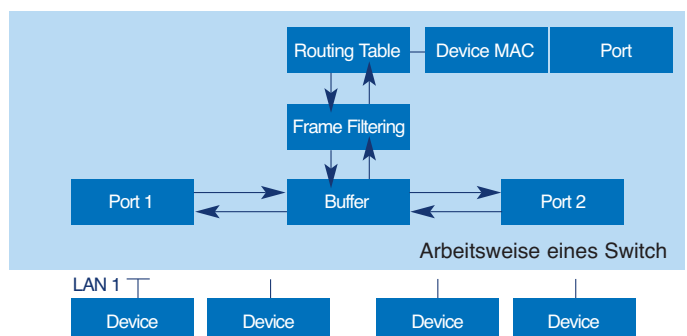 Routing Table
Device MAC
Port
Frame Filtering
Port 1
Buffer
Port 2
Arbeitsweise eines Switch
LAN 1
Device
Device
Device
Device